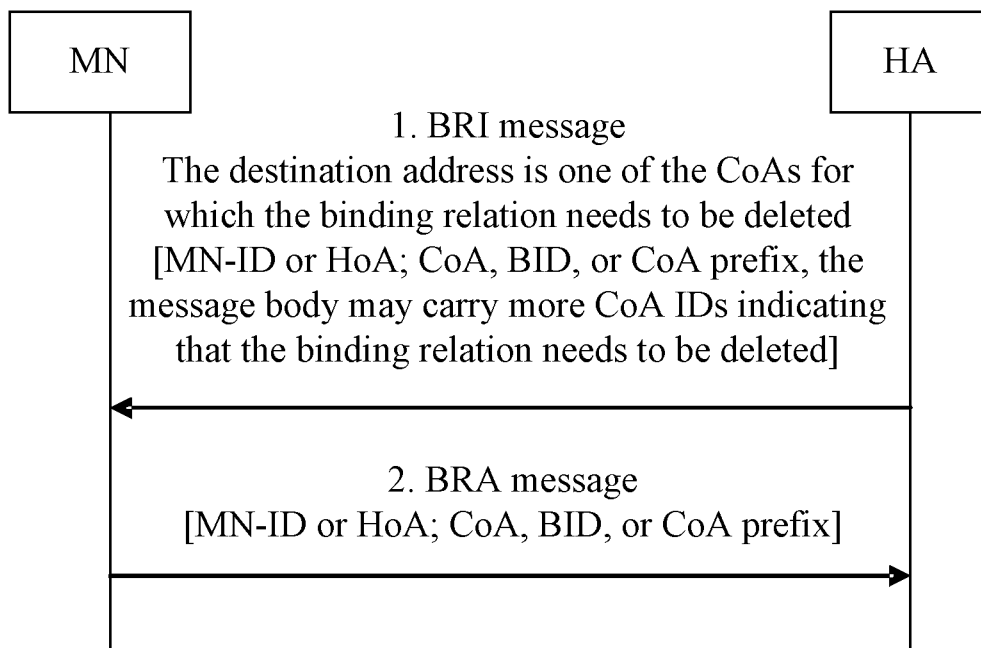 MN
HA
1. BRI message
The destination address is one of the CoAs for
which the binding relation needs to be deleted
[MN-ID or HoA; CoA, BID, or CoA prefix, the
message body may carry more CoA IDs indicating
that the binding relation needs to be deleted]
2. BRA message
[MN-ID or HoA; CoA, BID, or CoA prefix]